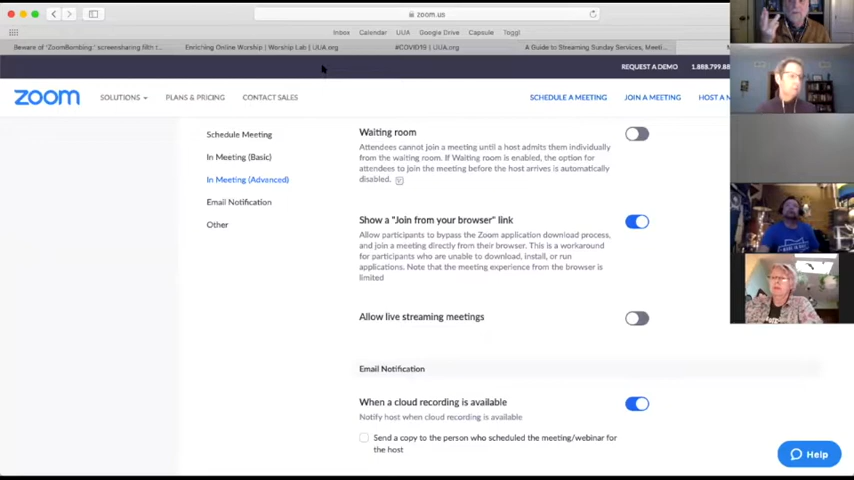 zoom.us
Inbox Calendar UUA Google Drive Capsule Toggl
Beware of 'ZoomBombing:' screensharing filth t... Enriching Online Worship | Worship Lab | UUA.org #COVID19 | UUA.org A Guide to Streaming Sunday Services, Meeti...
REQUEST A DEMO 1.888.799.
zoom SOLUTIONS PLANS & PRICING CONTACT SALES SCHEDULE A MEETING JOIN A MEETING HOST A
Schedule Meeting
In Meeting (Basic)
In Meeting (Advanced)
Email Notification
Other
Waiting room
Attendees cannot join a meeting until a host admits them individually
from the waiting room. If Waiting room is enabled, the option for
attendees to join the meeting before the host arrives is automatically
disabled.
Show a "Join from your browser" link
Allow participants to bypass the Zoom application download process,
and join a meeting directly from their browser. This is a workaround
for participants who are unable to download, install, or run
applications. Note that the meeting experience from the browser is
limited
Allow live streaming meetings
Email Notification
When a cloud recording is available
Notify host when cloud recording is available
Send a copy to the person who scheduled the meeting/webinar for
the host
Help